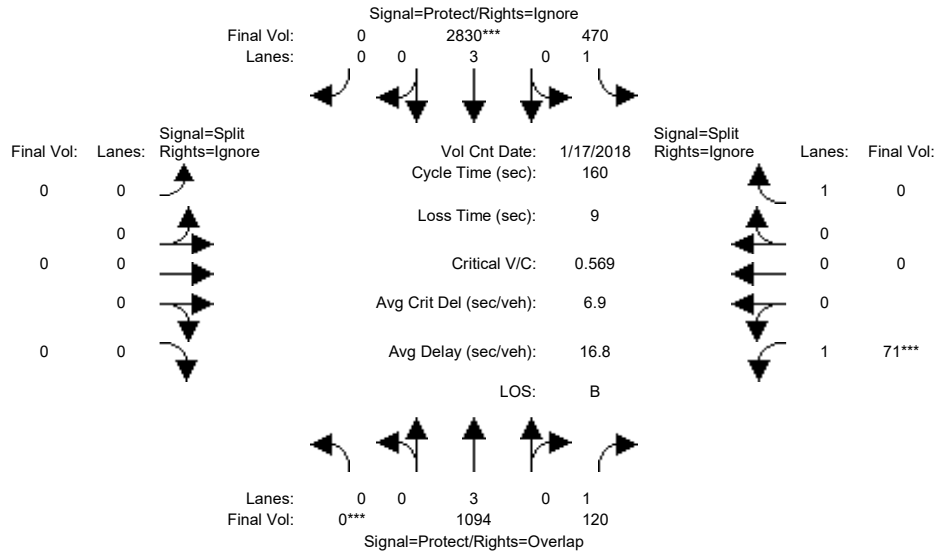 Signal=Protect/Rights=Ignore
Final Vol: 0 2830*** 470
Lanes: 0 0 3 0 1
Signal=Split Signal=Split
Final Vol: Lanes: Rights=Ignore Vol Cnt Date: 1/17/2018 Rights=Ignore Lanes: Final Vol:
Cycle Time (sec): 160
0 0 1 0
Loss Time (sec): 9
0 0
0 0 Critical V/C: 0.569 0 0
0 Avg Crit Del (sec/veh): 6.9 0
0 0 Avg Delay (sec/veh): 16.8 1 71***
LOS: B
Lanes: 0 0 3 0 1
Final Vol: 0*** 1094 120
Signal=Protect/Rights=Overlap